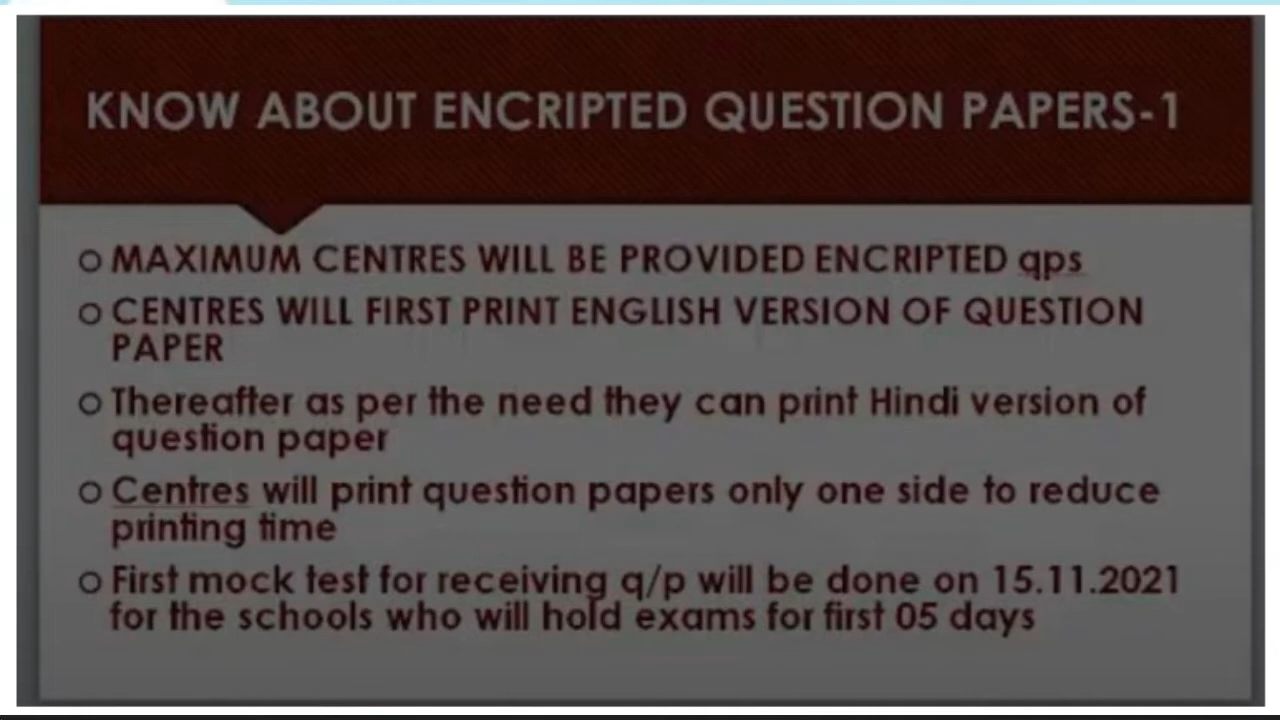 KNOW ABOUT ENCRIPTED QUESTION PAPERS-1
MAXIMUM CENTRES WILL BE PROVIDED ENCRIPTED qps
CENTRES WILL FIRST PRINT ENGLISH VERSION OF QUESTION
PAPER
Thereafter as per the need they can print Hindi version of
question paper
Centres will print question papers only one side to reduce
printing time
First mock test for receiving q/p will be done on 15.11.2021
for the schools who will hold exams for first 05 days